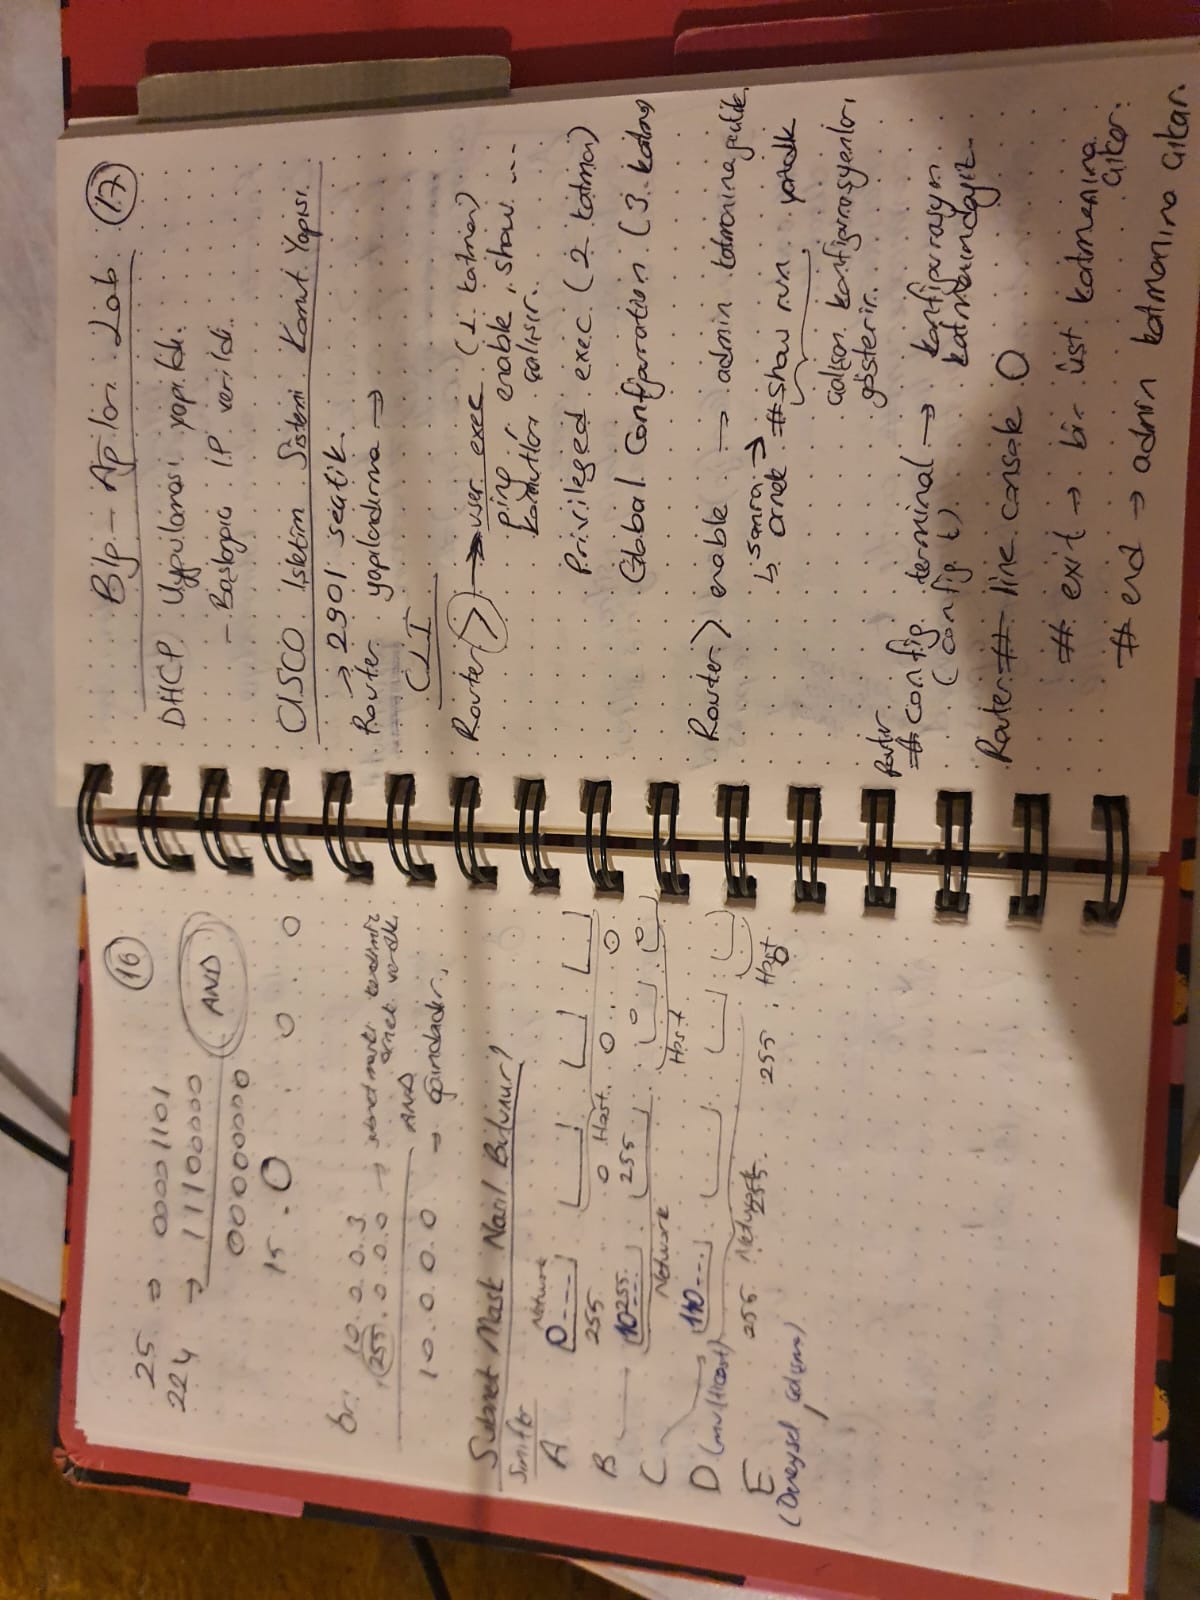 16
25 → 00001101
224 → 11100000
AND
00000000
15 . 0 . 0 . 0
ör: 10.0.0.3
255.0.0.0 → subnet maskı kendimiz
örnek verdik.
AND
10.0.0.0 → ağındadır.
Subnet Mask Nasıl Bulunur?
Sınıflar
Network
A 0---
255 0 Host 0 0
B 10 255 --- 255 0 0
Network Host
C 110---
D (multicast)
255 Network 255 255 Host 0
E
(Deneysel çalışma)
Blg-Ağları Lab 17
DHCP Uygulaması yapıldı.
- Başlangıç IP verildi.
CISCO İşletim Sistemi Komut Yapısı
→ 2901 seçtik.
Router yapılandırma →
CLI
Router > → user exec (1. katman)
ping, enable, show ...
komutları çalışır.
Privileged exec (2. katman)
Global Configuration (3. katman)
Router > enable → admin katmanına geçtik.
↳ sonra →
örnek # show run yazdık
çalışan konfigürasyonları
gösterir.
Router
# config terminal → konfigürasyon
(config t) katmanındayız.
Router # line console 0
# exit → bir üst katmanına
çıkar.
# end → admin katmanına çıkar.